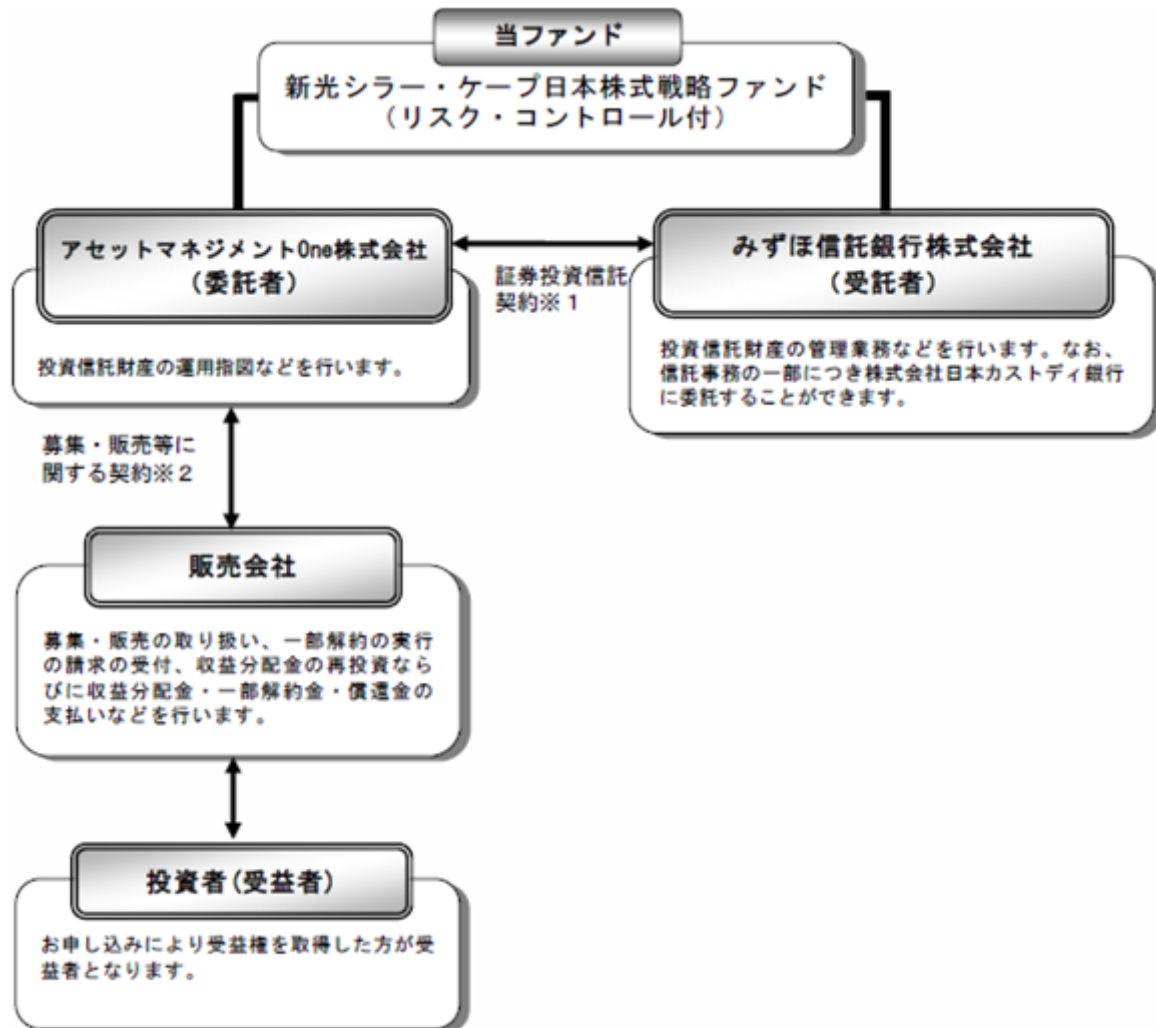 当ファンド
新光シラー・ケープ日本株式戦略ファンド
（リスク・コントロール付）
アセットマネジメントOne株式会社
（委託者）
投資信託財産の運用指図などを行います。
証券投資信託
契約※１
みずほ信託銀行株式会社
（受託者）
投資信託財産の管理業務などを行います。なお、
信託事務の一部につき株式会社日本カストディ銀行
に委託することができます。
募集・販売等に
関する契約※２
販売会社
募集・販売の取り扱い、一部解約の実行
の請求の受付、収益分配金の再投資なら
びに収益分配金・一部解約金・償還金の
支払いなどを行います。
投資者(受益者)
お申し込みにより受益権を取得した方が受
益者となります。